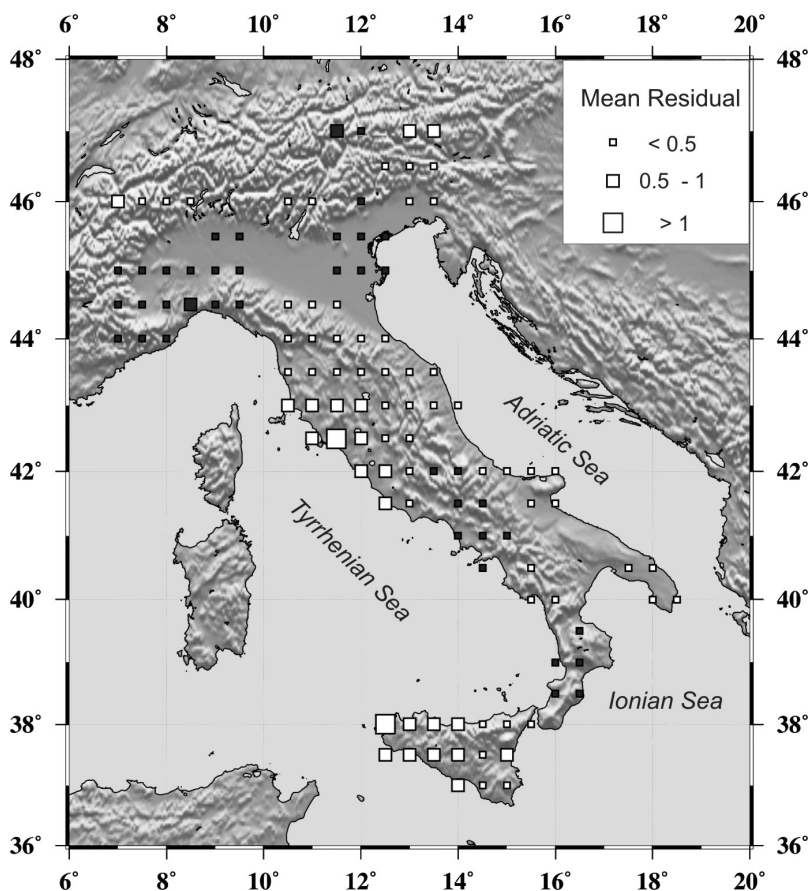 6° 8° 10° 12° 14° 16° 18° 20°
48° 48°
Mean Residual
< 0.5
0.5 - 1
> 1
46° 46°
44° 44°
Adriatic Sea
42° 42°
Tyrrhenian Sea
40° 40°
Ionian Sea
38° 38°
36° 36°
6° 8° 10° 12° 14° 16° 18° 20°